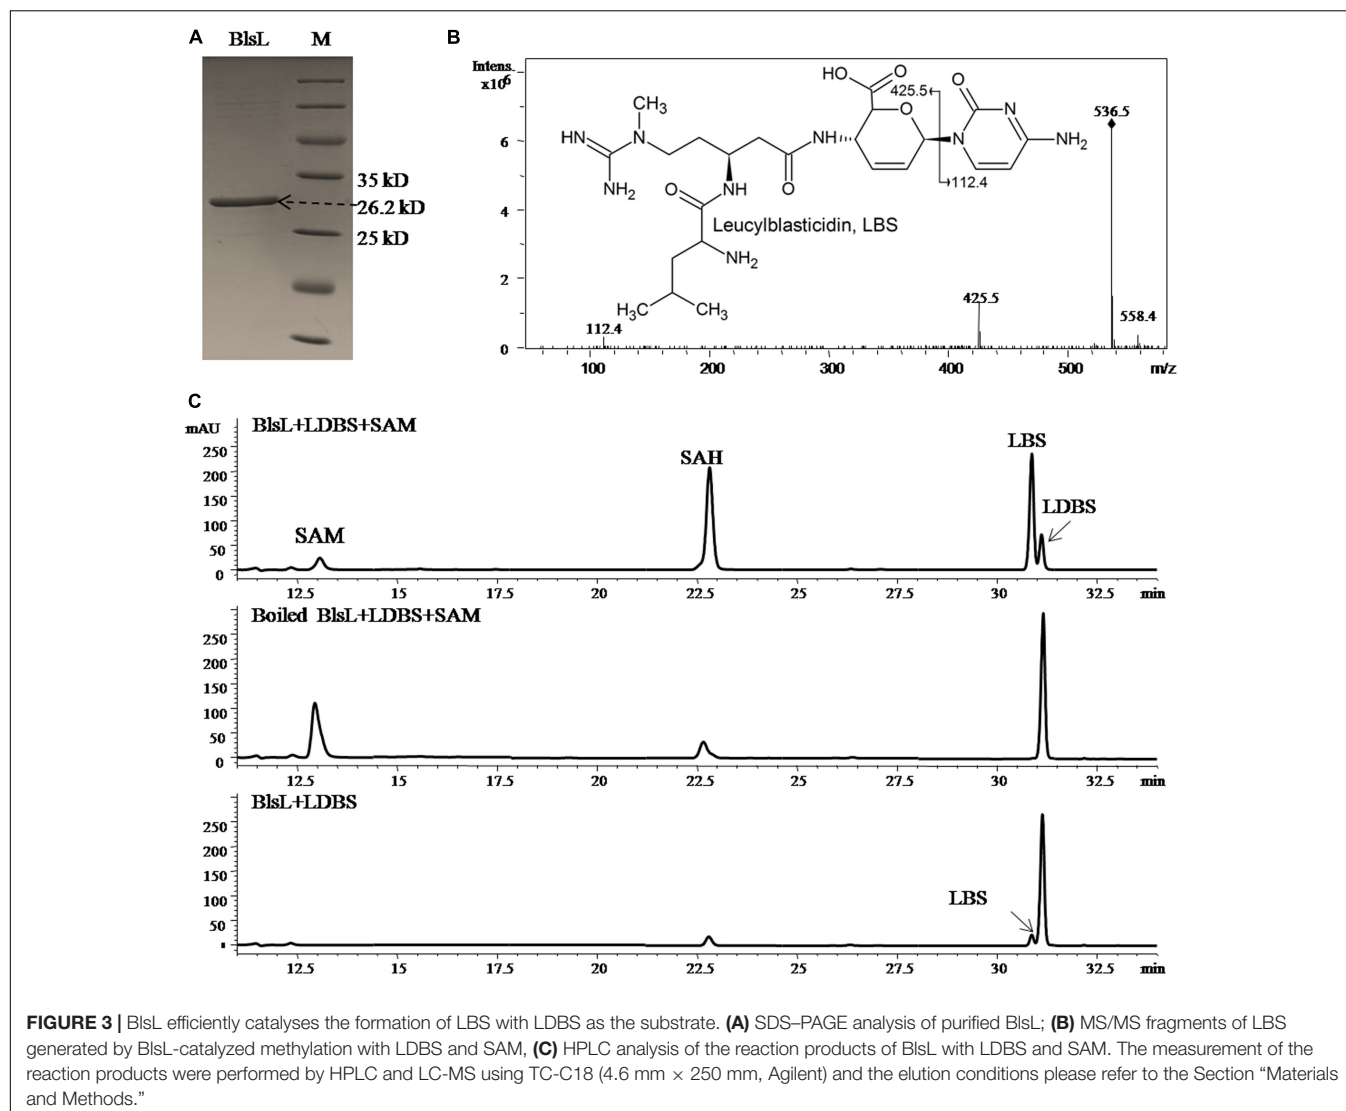 A BlsL M
35 kD
26.2 kD
25 kD
B
Intens.
x10⁶
6
4
2
0
100 200 300 400 500 m/z
112.4
425.5
536.5
558.4
HO O
425.5
O
O N
CH₃
HN N
NH₂
O
NH
O NH
N NH₂
112.4
Leucylblasticidin, LBS
NH₂
H₃C CH₃
C
mAU
BlsL+LDBS+SAM
250
200
150
100
50
0
SAM
SAH
LBS
LDBS
12.5 15 17.5 20 22.5 25 27.5 30 32.5 min
Boiled BlsL+LDBS+SAM
250
200
150
100
50
0
12.5 15 17.5 20 22.5 25 27.5 30 32.5 min
BlsL+LDBS
250
200
150
100
50
LBS
12.5 15 17.5 20 22.5 25 27.5 30 32.5 min
FIGURE 3 | BlsL efficiently catalyses the formation of LBS with LDBS as the substrate. (A) SDS–PAGE analysis of purified BlsL; (B) MS/MS fragments of LBS
generated by BlsL-catalyzed methylation with LDBS and SAM, (C) HPLC analysis of the reaction products of BlsL with LDBS and SAM. The measurement of the
reaction products were performed by HPLC and LC-MS using TC-C18 (4.6 mm × 250 mm, Agilent) and the elution conditions please refer to the Section “Materials
and Methods.”